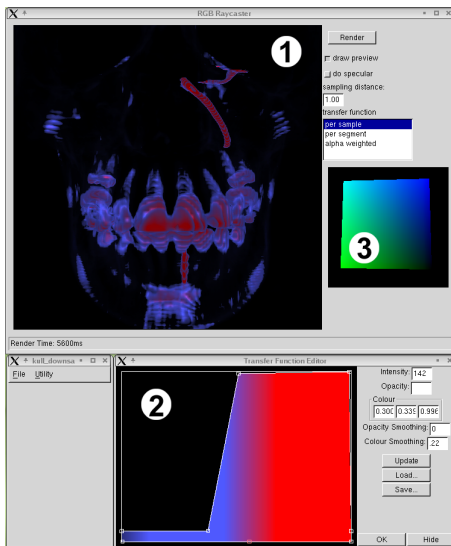 RGB Raycaster
1
Render
draw preview
do specular
sampling distance:
1.00
transfer function
per sample
per segment
alpha weighted
3
Render Time: 5600ms
kull_downsa
File Utility
Transfer Function Editor
2
Intensity: 142
Opacity:
Colour
0.300 0.339 0.996
Opacity Smoothing: 0
Colour Smoothing: 22
Update
Load...
Save...
OK Hide